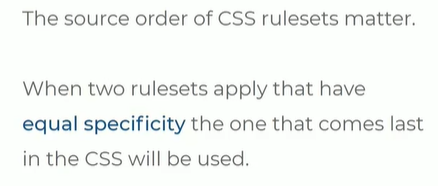 The source order of CSS rulesets matter.
When two rulesets apply that have
equal specificity the one that comes last
in the CSS will be used.